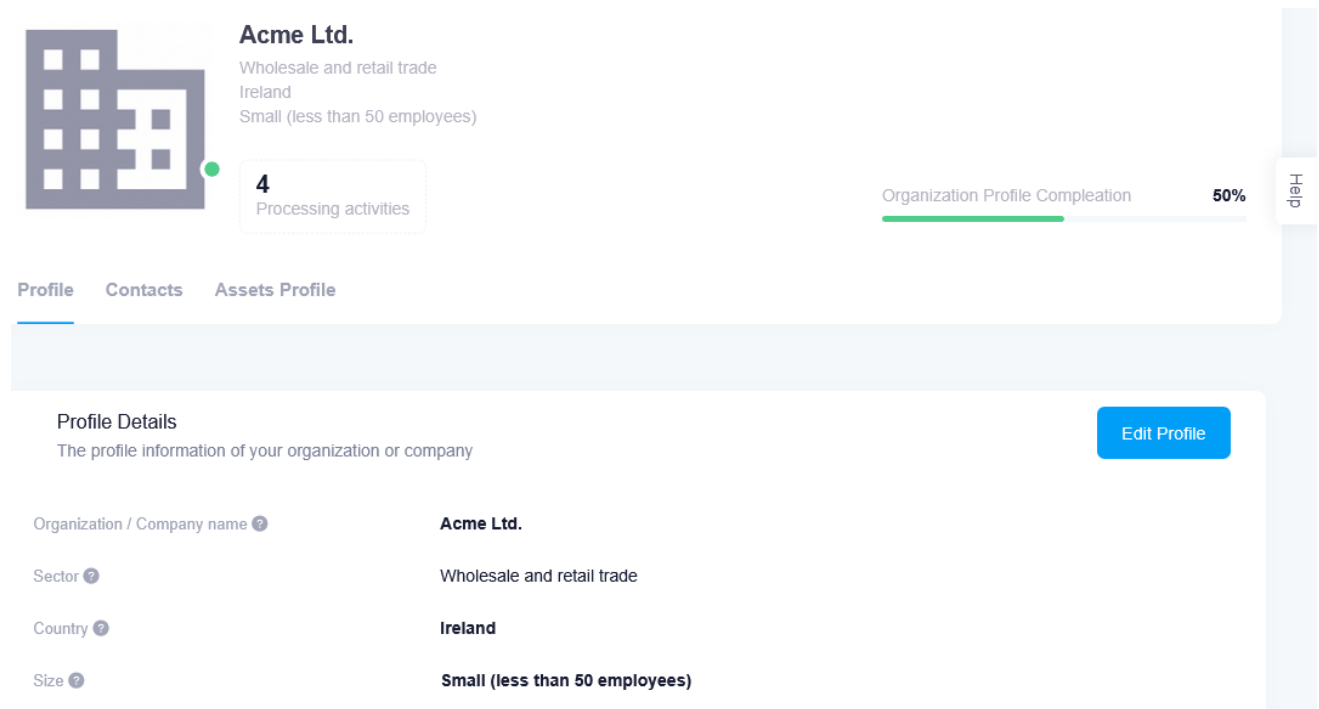 Acme Ltd.
Wholesale and retail trade
Ireland
Small (less than 50 employees)
4
Processing activities
Organization Profile Compleation 50%
Help
Profile Contacts Assets Profile
Profile Details
The profile information of your organization or company
Edit Profile
Organization / Company name ? Acme Ltd.
Sector ? Wholesale and retail trade
Country ? Ireland
Size ? Small (less than 50 employees)